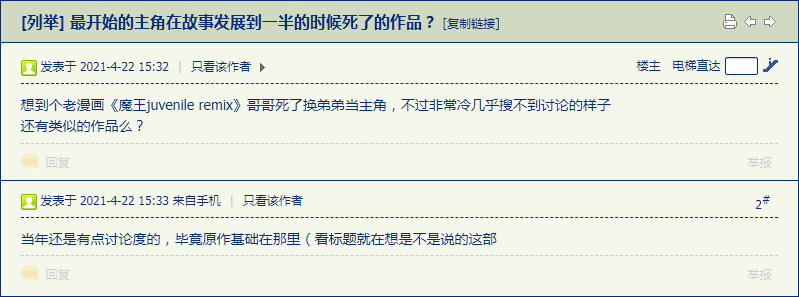 [列举] 最开始的主角在故事发展到一半的时候死了的作品？ [复制链接]
发表于 2021-4-22 15:32 | 只看该作者
楼主 电梯直达
想到个老漫画《魔王juvenile remix》哥哥死了换弟弟当主角，不过非常冷几乎搜不到讨论的样子
还有类似的作品么？
回复 举报
发表于 2021-4-22 15:33 来自手机 | 只看该作者
2#
当年还是有点讨论度的，毕竟原作基础在那里（看标题就在想是不是说的这部
回复 举报